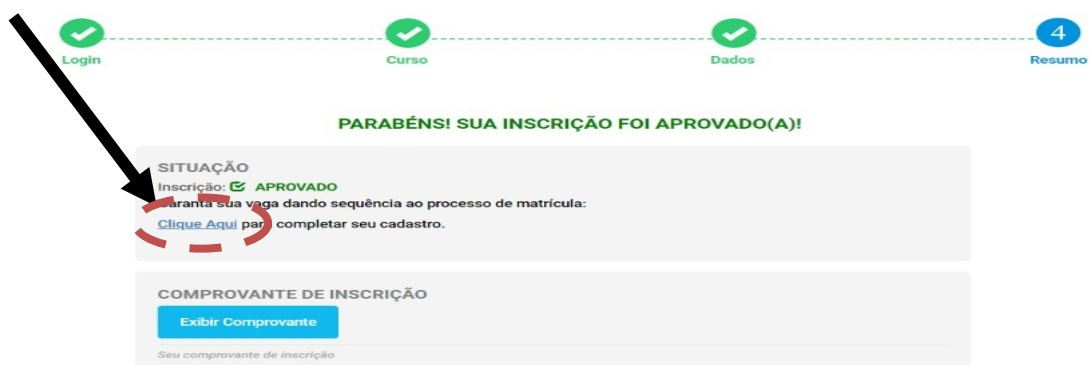 4
Login Curso Dados Resumo
PARABÉNS! SUA INSCRIÇÃO FOI APROVADO(A)!
SITUAÇÃO
Inscrição: APROVADO
Garanta sua vaga dando sequência ao processo de matrícula:
Clique Aqui para completar seu cadastro.
COMPROVANTE DE INSCRIÇÃO
Exibir Comprovante
Seu comprovante de inscrição